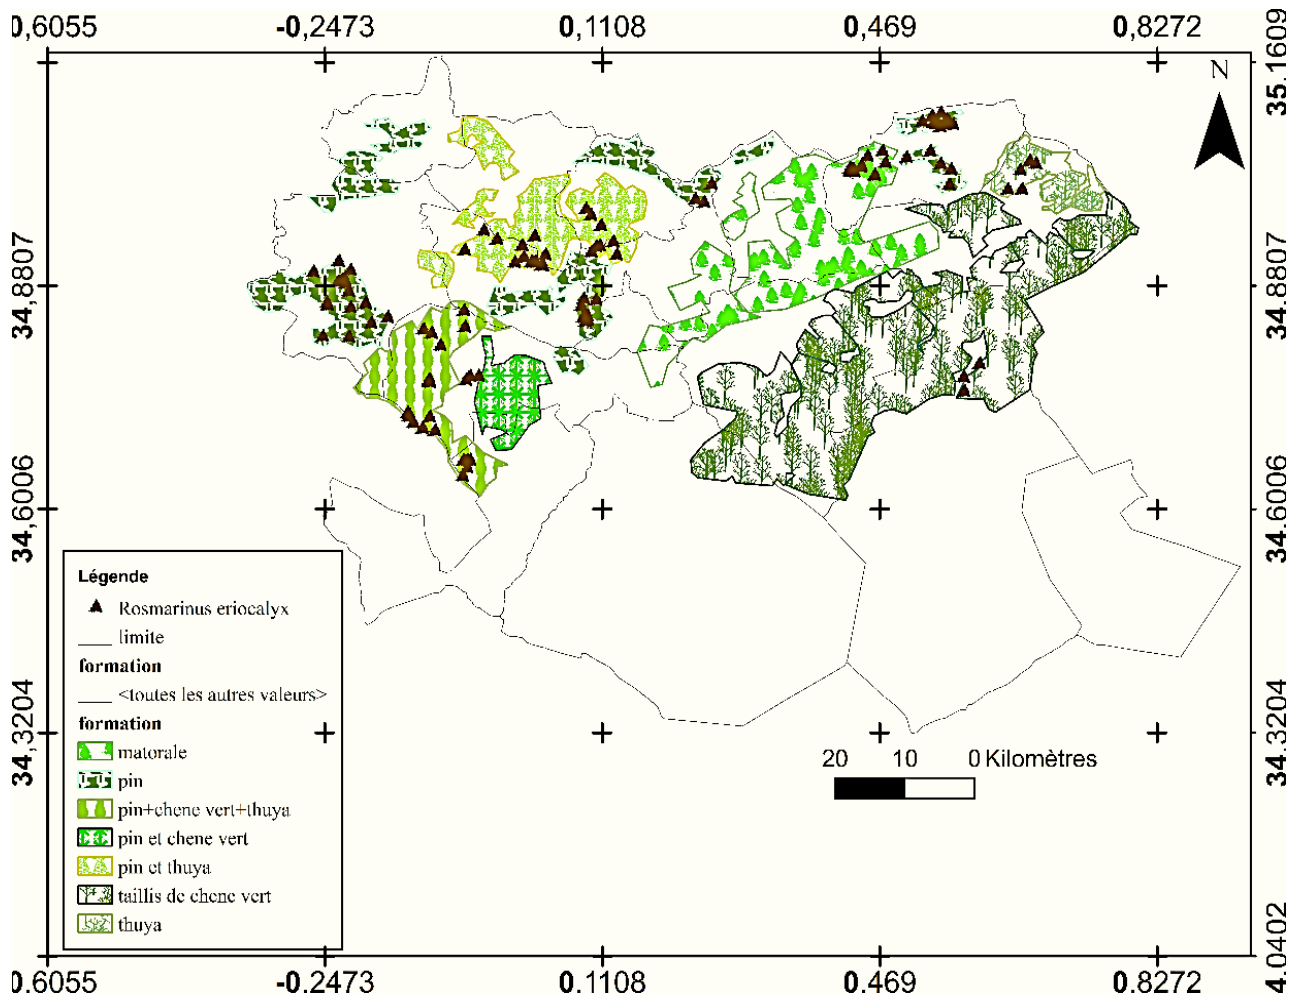 0,6055 -0,2473 0,1108 0,469 0,8272
35.1609
N
34,8807 34.8807
34,6006 34.6006
Légende
Rosmarinus eriocalyx
limite
formation
<toutes les autres valeurs>
formation
matorale
pin
pin+chene vert+thuya
pin et chene vert
pin et thuya
taillis de chene vert
thuya
34,3204 34.3204
20 10 0 Kilomètres
4.0402
0.6055 -0.2473 0.1108 0.469 0.8272